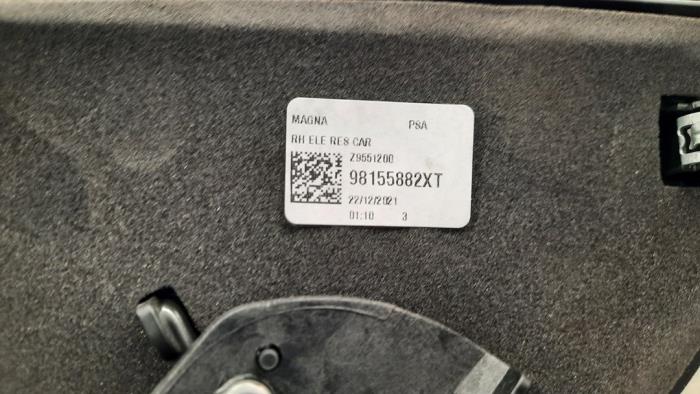 MAGNA PSA
RH ELE RES CAR
Z9551200
98155882XT
22/12/2021
01:10 3